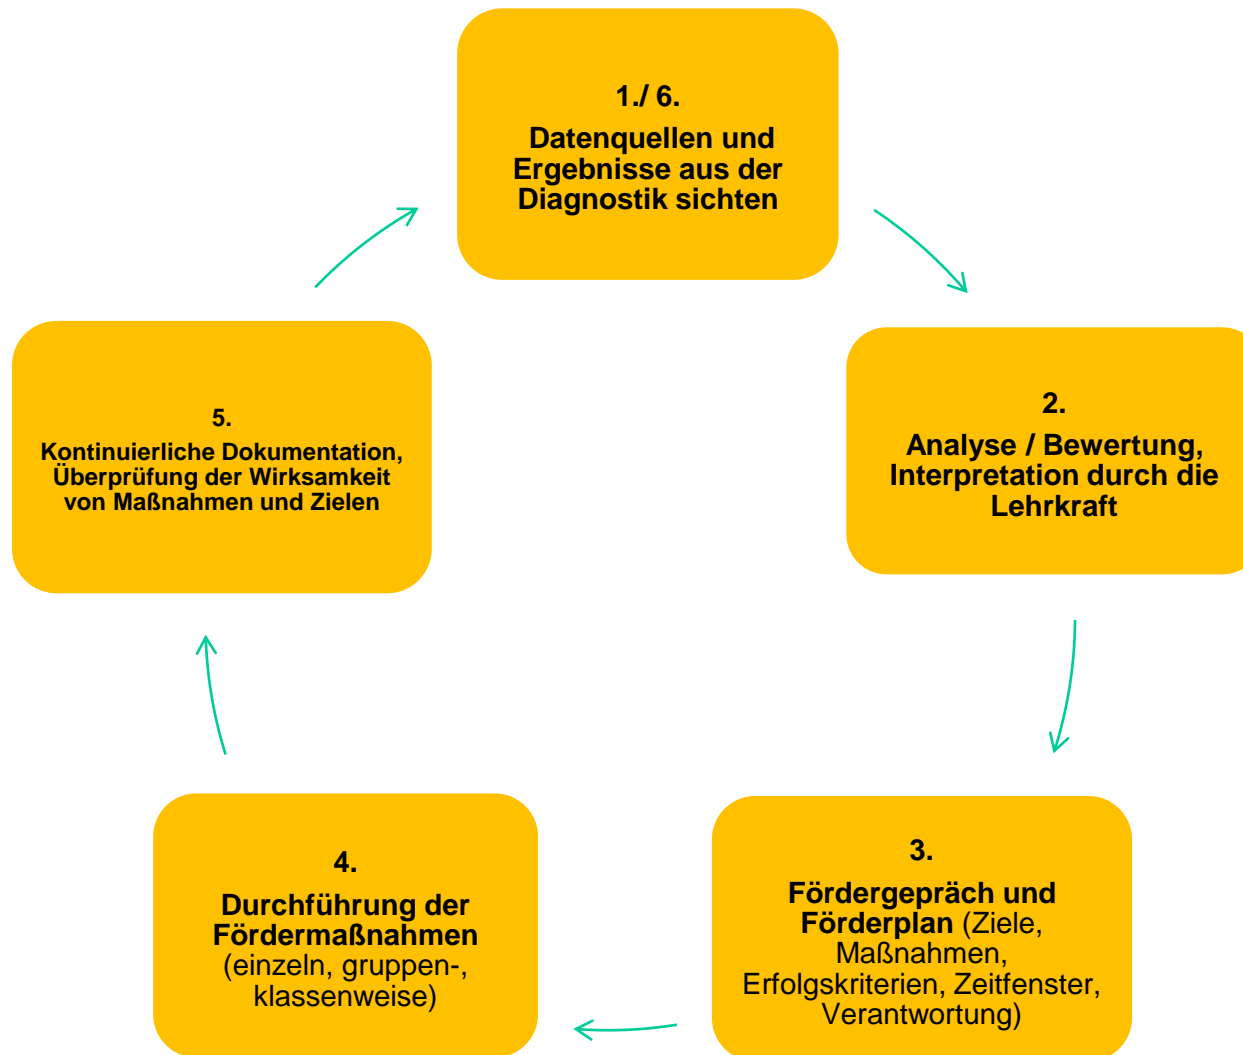 1./ 6.
Datenquellen und
Ergebnisse aus der
Diagnostik sichten
2.
Analyse / Bewertung,
Interpretation durch die
Lehrkraft
3.
Fördergepräch und
Förderplan (Ziele,
Maßnahmen,
Erfolgskriterien, Zeitfenster,
Verantwortung)
4.
Durchführung der
Fördermaßnahmen
(einzeln, gruppen-,
klassenweise)
5.
Kontinuierliche Dokumentation,
Überprüfung der Wirksamkeit
von Maßnahmen und Zielen